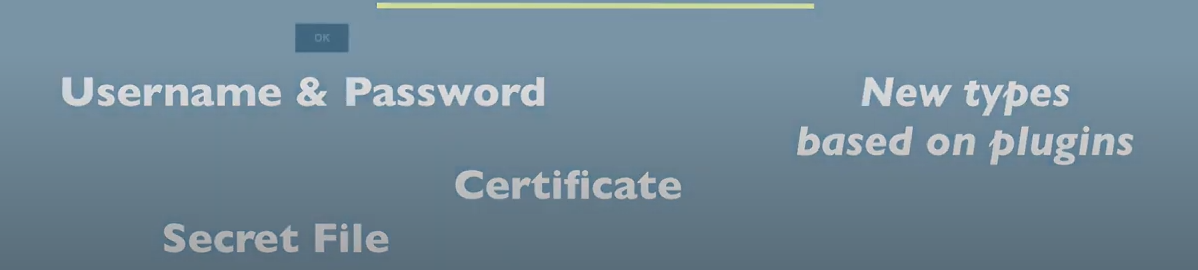 OK
Username & Password
New types
based on plugins
Certificate
Secret File